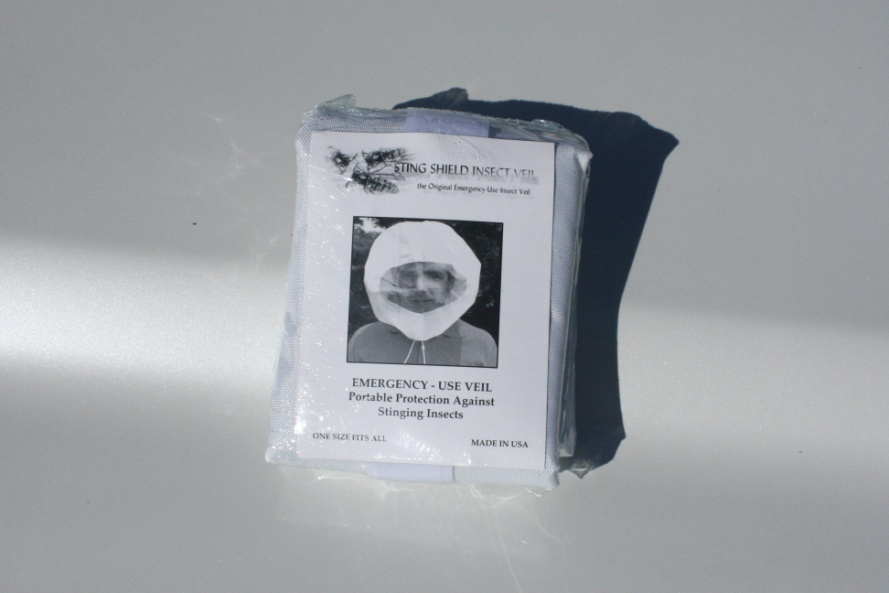 STING SHIELD INSECT VEIL
the Original Emergency-Use Insect Veil
EMERGENCY - USE VEIL
Portable Protection Against
Stinging Insects
ONE SIZE FITS ALL
MADE IN USA